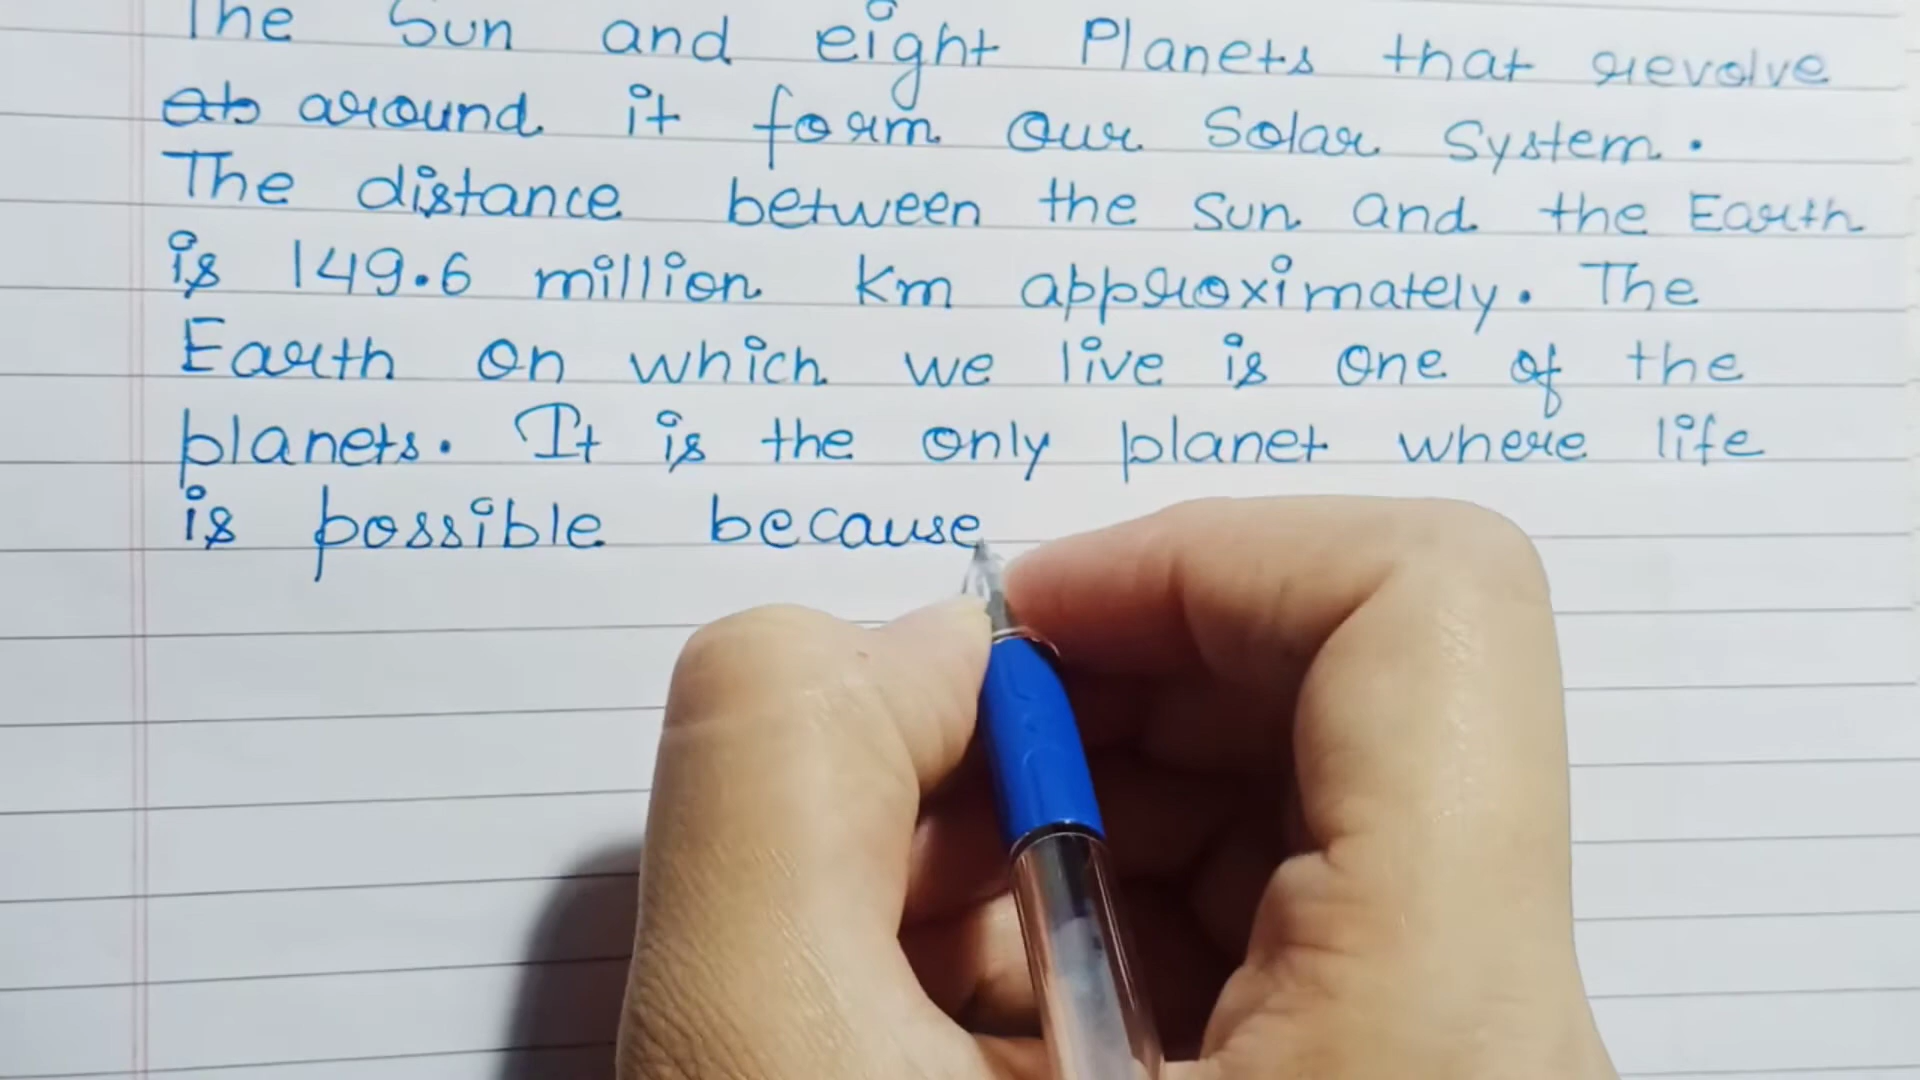 The Sun and eight Planets that revolve
around it form our Solar System.
The distance between the Sun and the Earth
is 149.6 million km approximately. The
Earth on which we live is one of the
planets. It is the only planet where life
is possible because